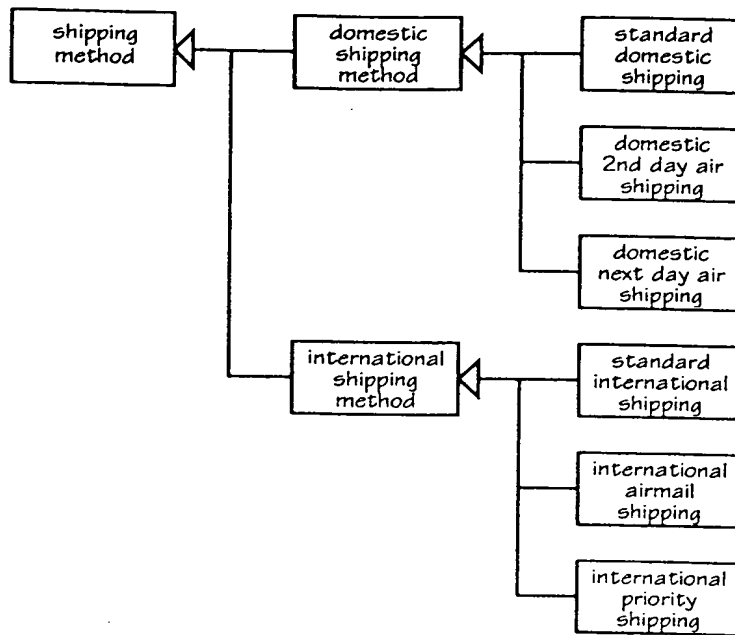 shipping
method
domestic
shipping
method
standard
domestic
shipping
domestic
2nd day air
shipping
domestic
next day air
shipping
international
shipping
method
standard
international
shipping
international
airmail
shipping
international
priority
shipping